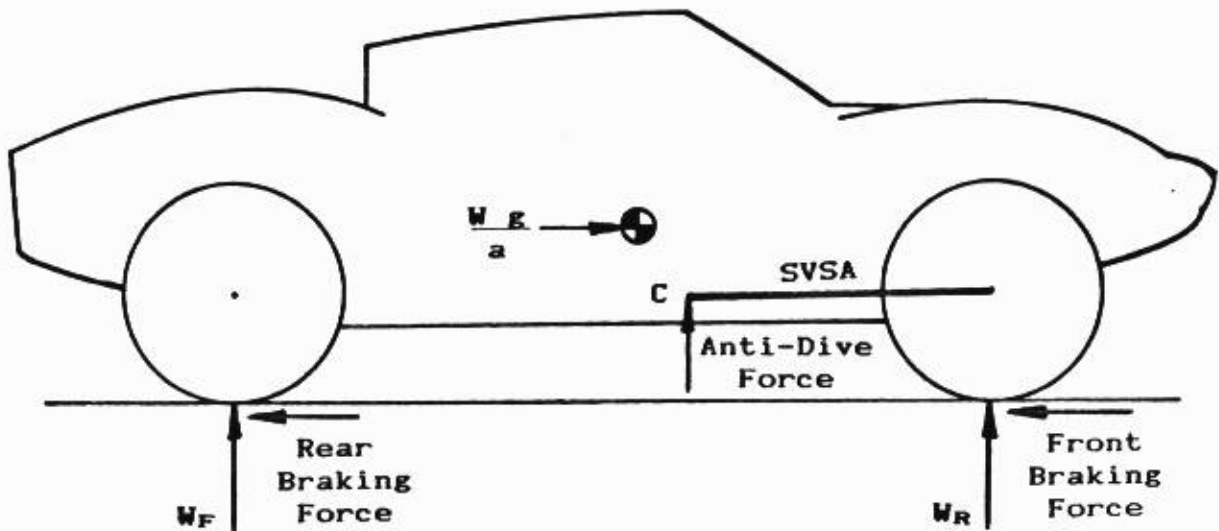 W g
a
SVSA
C
Anti-Dive
Force
Rear
Braking
Force
WF
Front
Braking
Force
WR